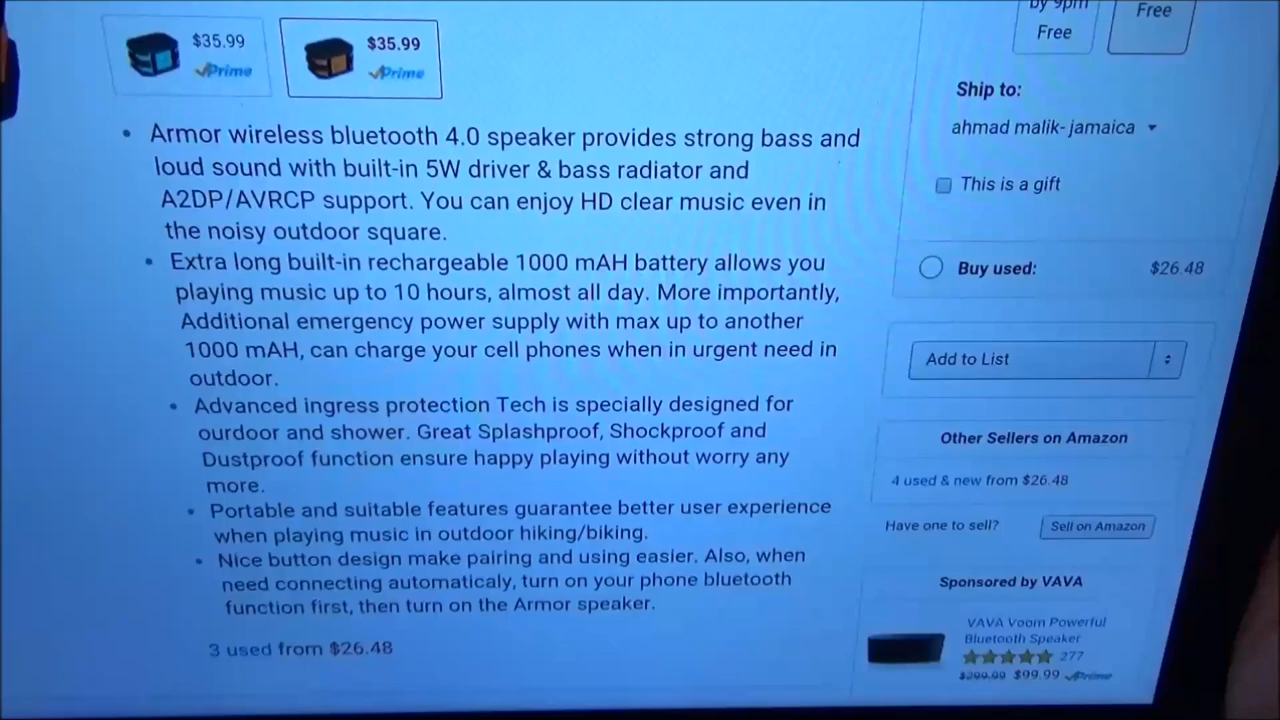 $35.99
Prime
$35.99
Prime
Armor wireless bluetooth 4.0 speaker provides strong bass and
loud sound with built-in 5W driver & bass radiator and
A2DP/AVRCP support. You can enjoy HD clear music even in
the noisy outdoor square.
Extra long built-in rechargeable 1000 mAH battery allows you
playing music up to 10 hours, almost all day. More importantly,
Additional emergency power supply with max up to another
1000 mAH, can charge your cell phones when in urgent need in
outdoor.
Advanced ingress protection Tech is specially designed for
ourdoor and shower. Great Splashproof, Shockproof and
Dustproof function ensure happy playing without worry any
more.
Portable and suitable features guarantee better user experience
when playing music in outdoor hiking/biking.
Nice button design make pairing and using easier. Also, when
need connecting automaticaly, turn on your phone bluetooth
function first, then turn on the Armor speaker.
3 used from $26.48
by 9pm
Free
Free
Ship to:
ahmad malik- jamaica
This is a gift
Buy used: $26.48
Add to List
Other Sellers on Amazon
4 used & new from $26.48
Have one to sell? Sell on Amazon
Sponsored by VAVA
VAVA Voom Powerful
Bluetooth Speaker
277
$299.99 $99.99 Prime